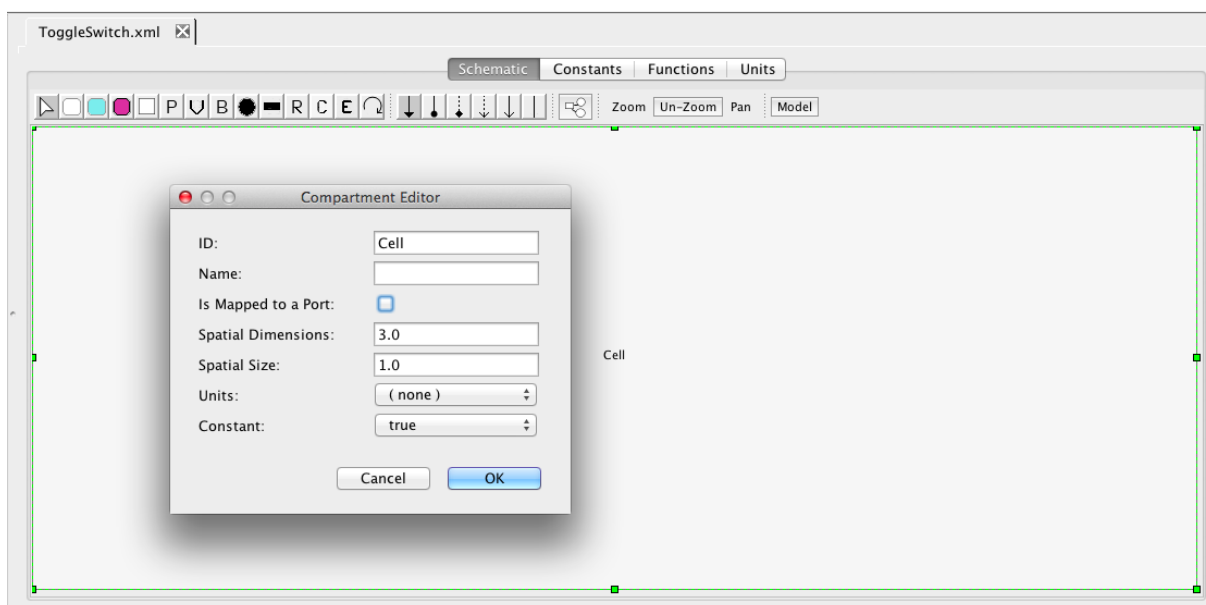 ToggleSwitch.xml
Schematic Constants Functions Units
P V B R C E Zoom Un-Zoom Pan Model
Compartment Editor
ID: Cell
Name:
Is Mapped to a Port:
Spatial Dimensions: 3.0
Spatial Size: 1.0
Units: ( none )
Constant: true
Cancel OK
Cell